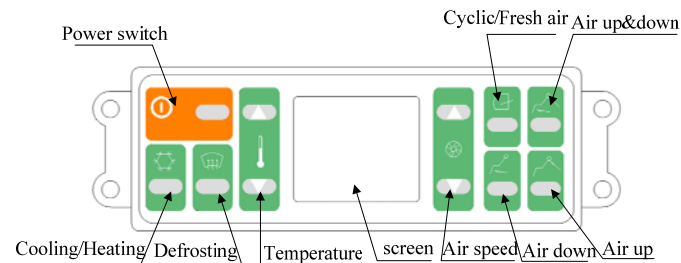 Cyclic/Fresh air
Air up&down
Power switch
Cooling/Heating
Defrosting
Temperature
screen
Air speed
Air down
Air up